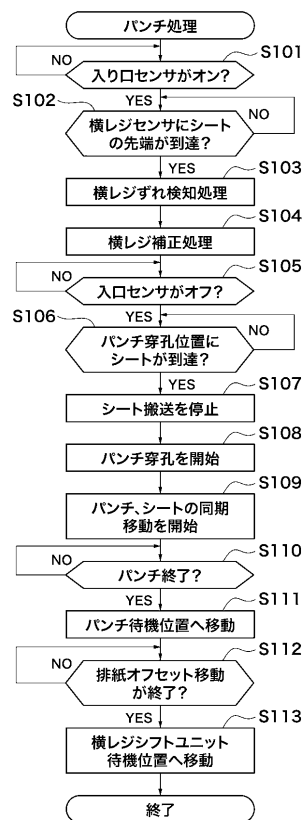 パンチ処理
S101
NO
入り口センサがオン?
S102
YES
NO
横レジセンサにシート
の先端が到達?
YES
S103
横レジずれ検知処理
S104
横レジ補正処理
S105
NO
入口センサがオフ?
S106
YES
NO
パンチ穿孔位置に
シートが到達?
YES
S107
シート搬送を停止
S108
パンチ穿孔を開始
S109
パンチ、シートの同期
移動を開始
S110
NO
パンチ終了?
YES
S111
パンチ待機位置へ移動
S112
NO
排紙オフセット移動
が終了?
YES
S113
横レジシフトユニット
待機位置へ移動
終了